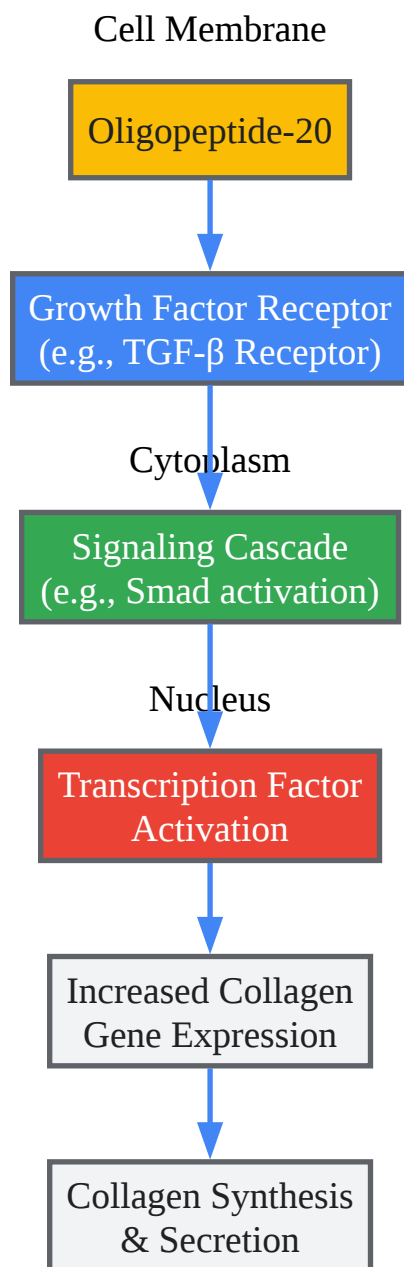 Cell Membrane
Oligopeptide-20
Growth Factor Receptor
(e.g., TGF-β Receptor)
Cytoplasm
Signaling Cascade
(e.g., Smad activation)
Nucleus
Transcription Factor
Activation
Increased Collagen
Gene Expression
Collagen Synthesis
& Secretion